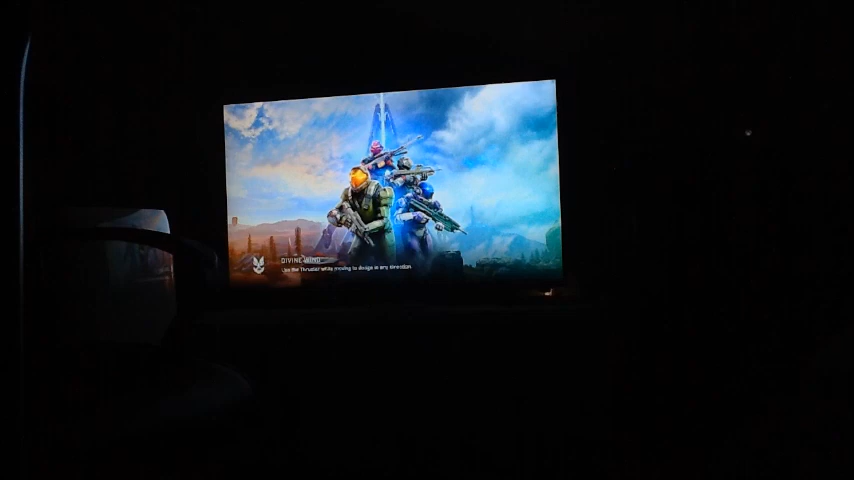 DIVINE WIND
Use the Thruster while moving to dodge in any direction.